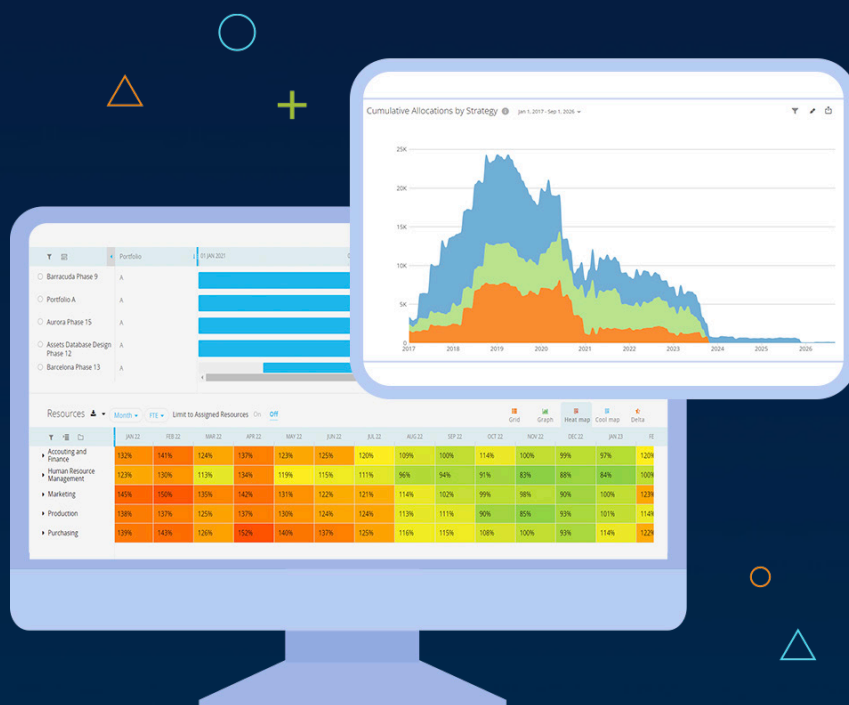 Cumulative Allocations by Strategy Jan 1, 2017 - Sep 1, 2026
25K
20K
15K
10K
5K
0
2017 2018 2019 2020 2021 2022 2023 2024 2025 2026
Portfolio 01 JAN 2021
Barracuda Phase 9 A
Portfolio A A
Aurora Phase 15 A
Assets Database Design A
Phase 12
Barcelona Phase 13 A
Resources Month FTE Limit to Assigned Resources On Off
Grid Graph Heat map Cool map Delta
JAN 22 FEB 22 MAR 22 APR 22 MAY 22 JUN 22 JUL 22 AUG 22 SEP 22 OCT 22 NOV 22 DEC 22 JAN 23 FE
Accouting and 132% 141% 124% 137% 123% 125% 120% 109% 100% 114% 100% 99% 97% 120%
Finance
Human Resource 123% 130% 113% 134% 119% 115% 111% 96% 94% 91% 83% 88% 84% 100%
Management
Marketing 145% 150% 135% 142% 131% 122% 121% 114% 102% 99% 98% 90% 100% 123%
Production 138% 137% 125% 137% 130% 124% 124% 113% 111% 90% 85% 93% 101% 114%
Purchasing 139% 143% 126% 152% 140% 137% 125% 116% 115% 108% 100% 93% 114% 122%